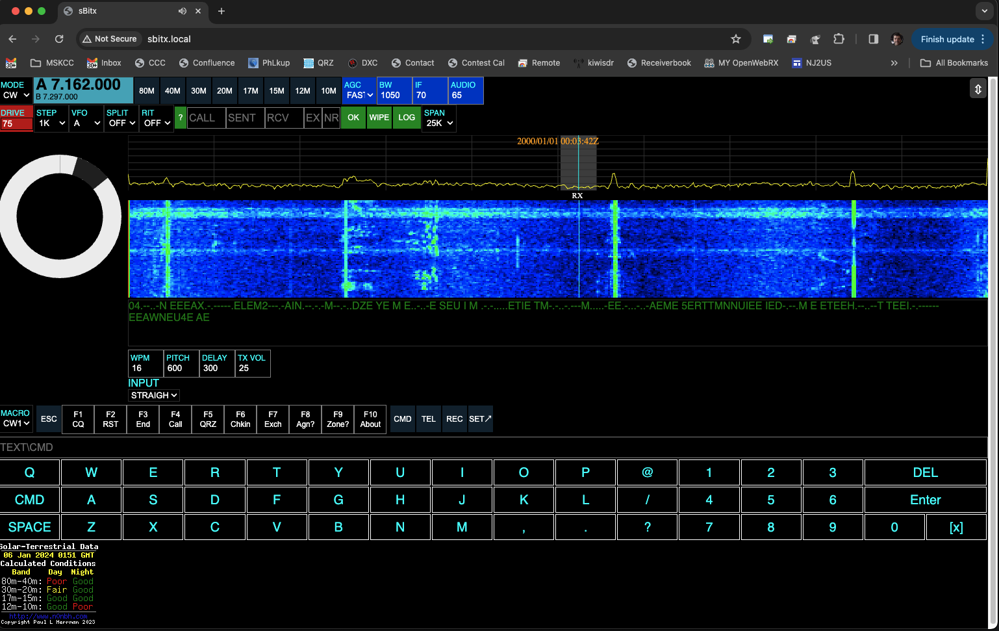 sBitx
Not Secure sbitx.local Finish update
30+ MSKCC 30+ Inbox CCC Confluence PhLkup QRZ DXC Contact Contest Cal Remote kiwisdr Receiverbook MY OpenWebRX NJ2US » All Bookmarks
MODE A 7.162.000 80M 40M 30M 20M 17M 15M 12M 10M AGC BW IF AUDIO
CW B 7.297.000 FAST 1050 70 65
DRIVE STEP VFO SPLIT RIT ? CALL SENT RCV EX NR OK WIPE LOG SPAN
75 1K A OFF OFF 25K
2000/01/01 00:03:42Z
RX
04.--..-N EEEAX.-.-----.ELEM2---.-AIN.--.-.-M--.-..DZE YE M E..-.-E SEU I M .-.-.....ETIE TM-.-..-.---M.....-EE.-.-...-.-AEME 5ERTTMNNUIEE IED-.--.M E ETEEH.--..--T TEEI.-.------
EEAWNEU4E AE
WPM PITCH DELAY TX VOL
16 600 300 25
INPUT
STRAIGH
MACRO ESC F1 F2 F3 F4 F5 F6 F7 F8 F9 F10 CMD TEL REC SET↗
CW1 CQ RST End Call QRZ Chkin Exch Agn? Zone? About
TEXT\CMD
Q W E R T Y U I O P @ 1 2 3 DEL
CMD A S D F G H J K L / 4 5 6 Enter
SPACE Z X C V B N M , . ? 7 8 9 0 [x]
Solar-Terrestrial Data
06 Jan 2024 0151 GMT
Calculated Conditions
Band Day Night
80m-40m: Poor Good
30m-20m: Fair Good
17m-15m: Good Good
12m-10m: Good Poor
http://www.n0nbh.com
Copyright Paul L Herrman 2023